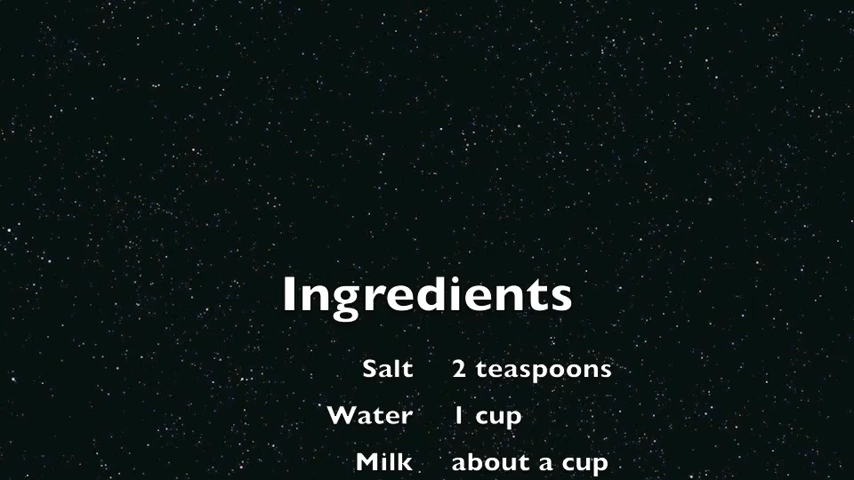 Ingredients
Salt 2 teaspoons
Water 1 cup
Milk about a cup